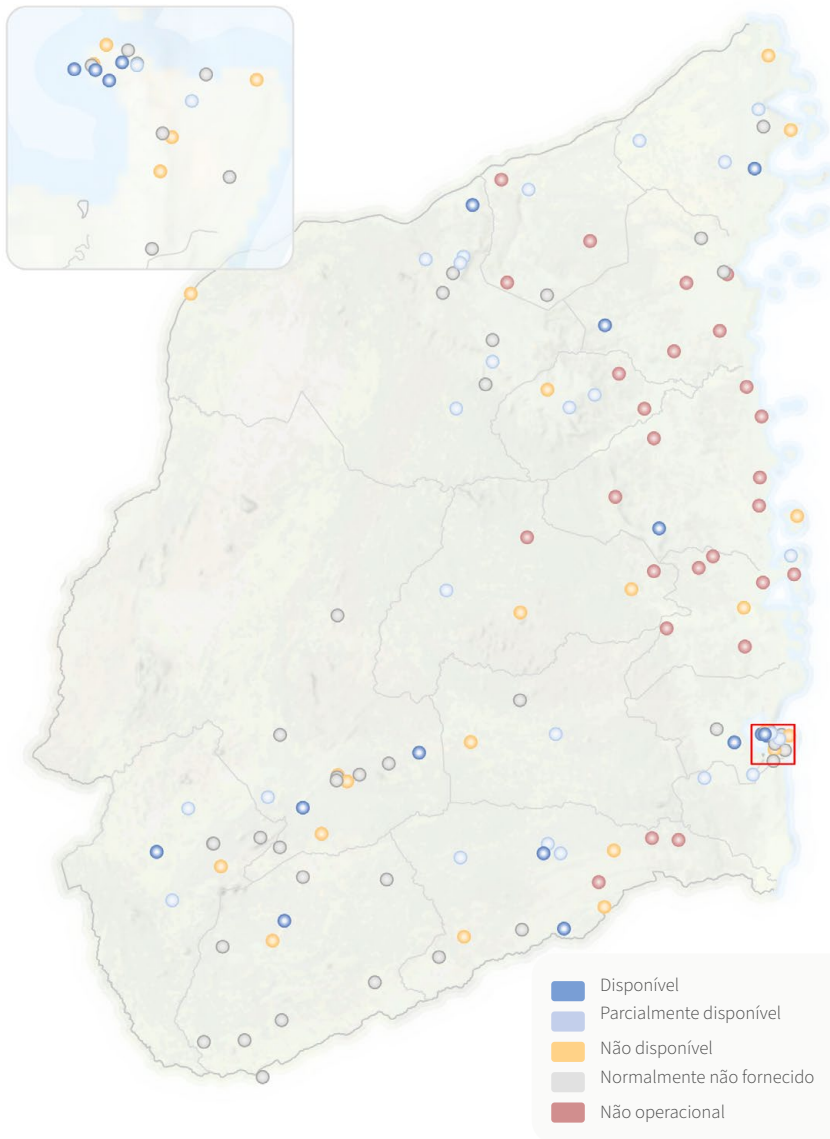 Disponível
Parcialmente disponível
Não disponível
Normalmente não fornecido
Não operacional